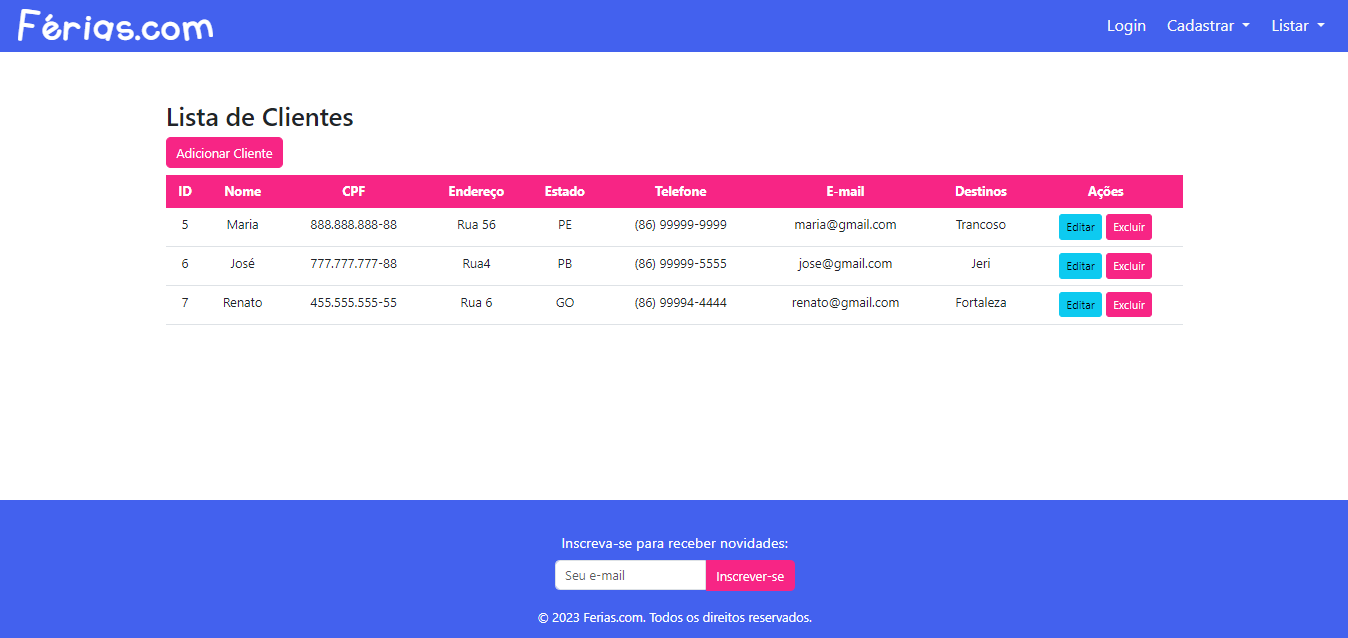 Férias.com Login Cadastrar Listar
Lista de Clientes
Adicionar Cliente
ID Nome CPF Endereço Estado Telefone E-mail Destinos Ações
5 Maria 888.888.888-88 Rua 56 PE (86) 99999-9999 maria@gmail.com Trancoso Editar Excluir
6 José 777.777.777-88 Rua4 PB (86) 99999-5555 jose@gmail.com Jeri Editar Excluir
7 Renato 455.555.555-55 Rua 6 GO (86) 99994-4444 renato@gmail.com Fortaleza Editar Excluir
Inscreva-se para receber novidades:
Seu e-mail Inscrever-se
© 2023 Ferias.com. Todos os direitos reservados.